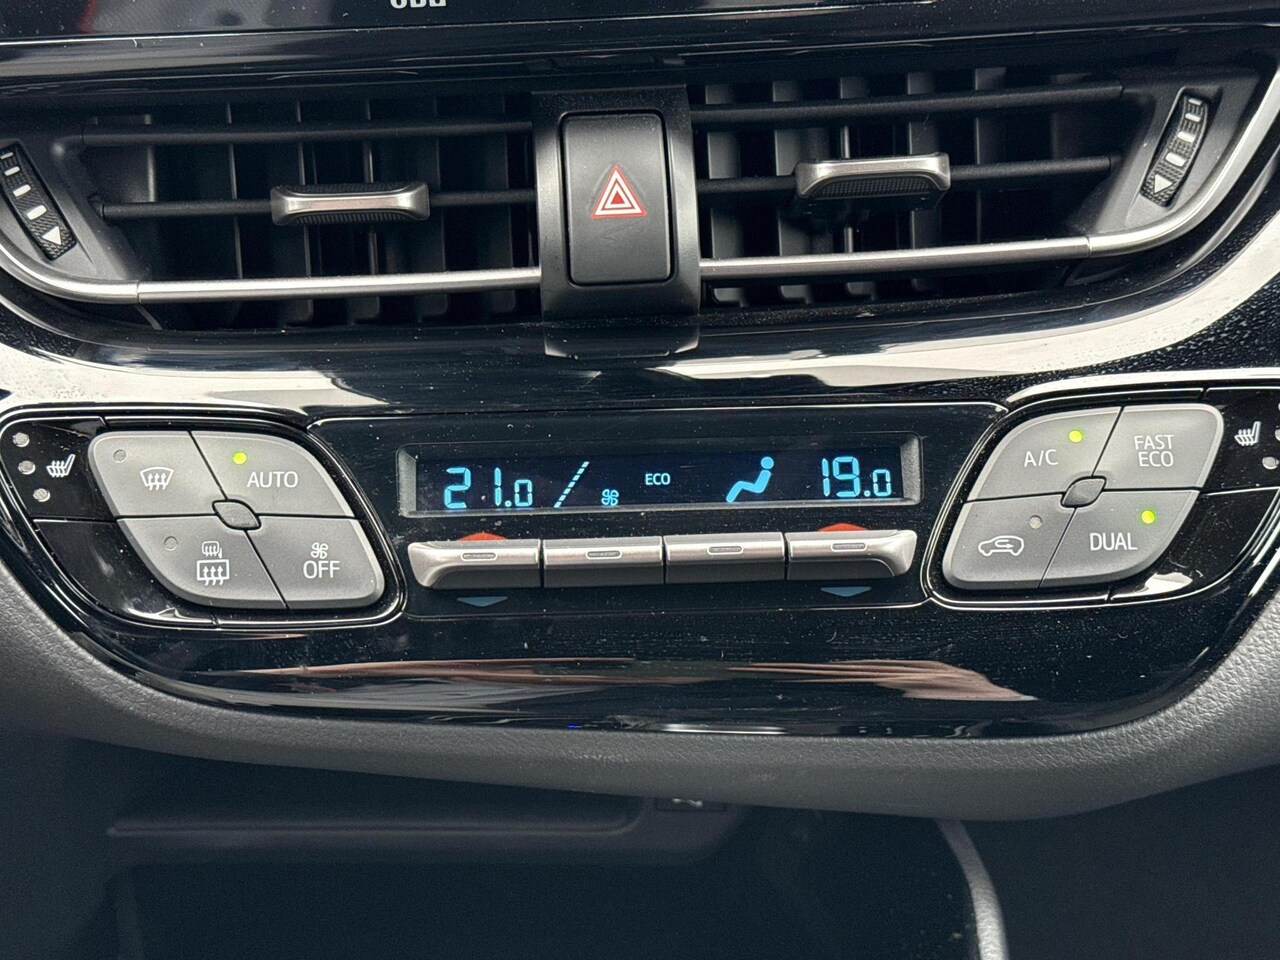 AUTO
OFF
21.0
ECO
19.0
A/C
FAST
ECO
DUAL